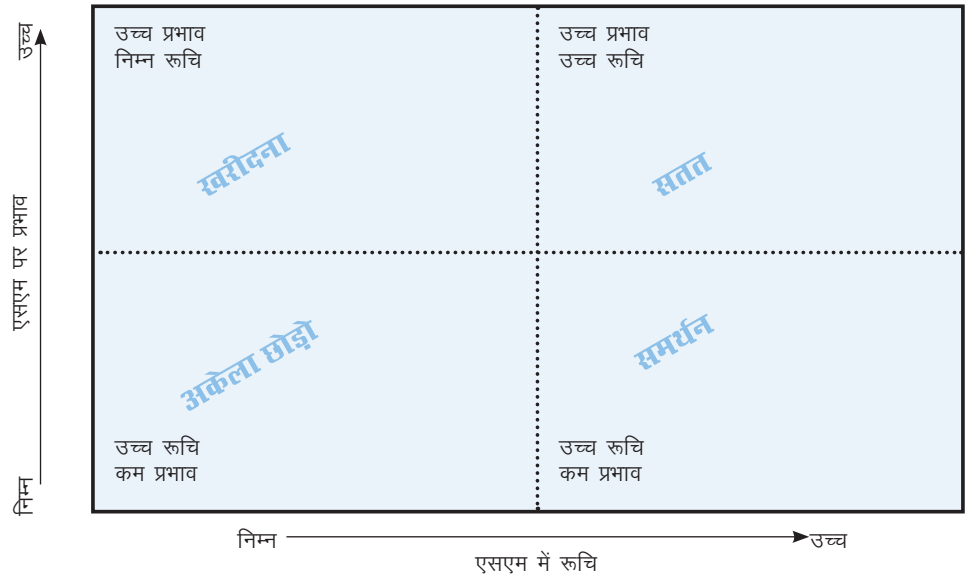 उच्च
उच्च प्रभाव
निम्न रूचि
उच्च प्रभाव
उच्च रूचि
खरीदना
सतत
एसएम पर प्रभाव
अकेला छोड़ो
समर्थन
उच्च रूचि
कम प्रभाव
उच्च रूचि
कम प्रभाव
निम्न
निम्न
उच्च
एसएम में रूचि